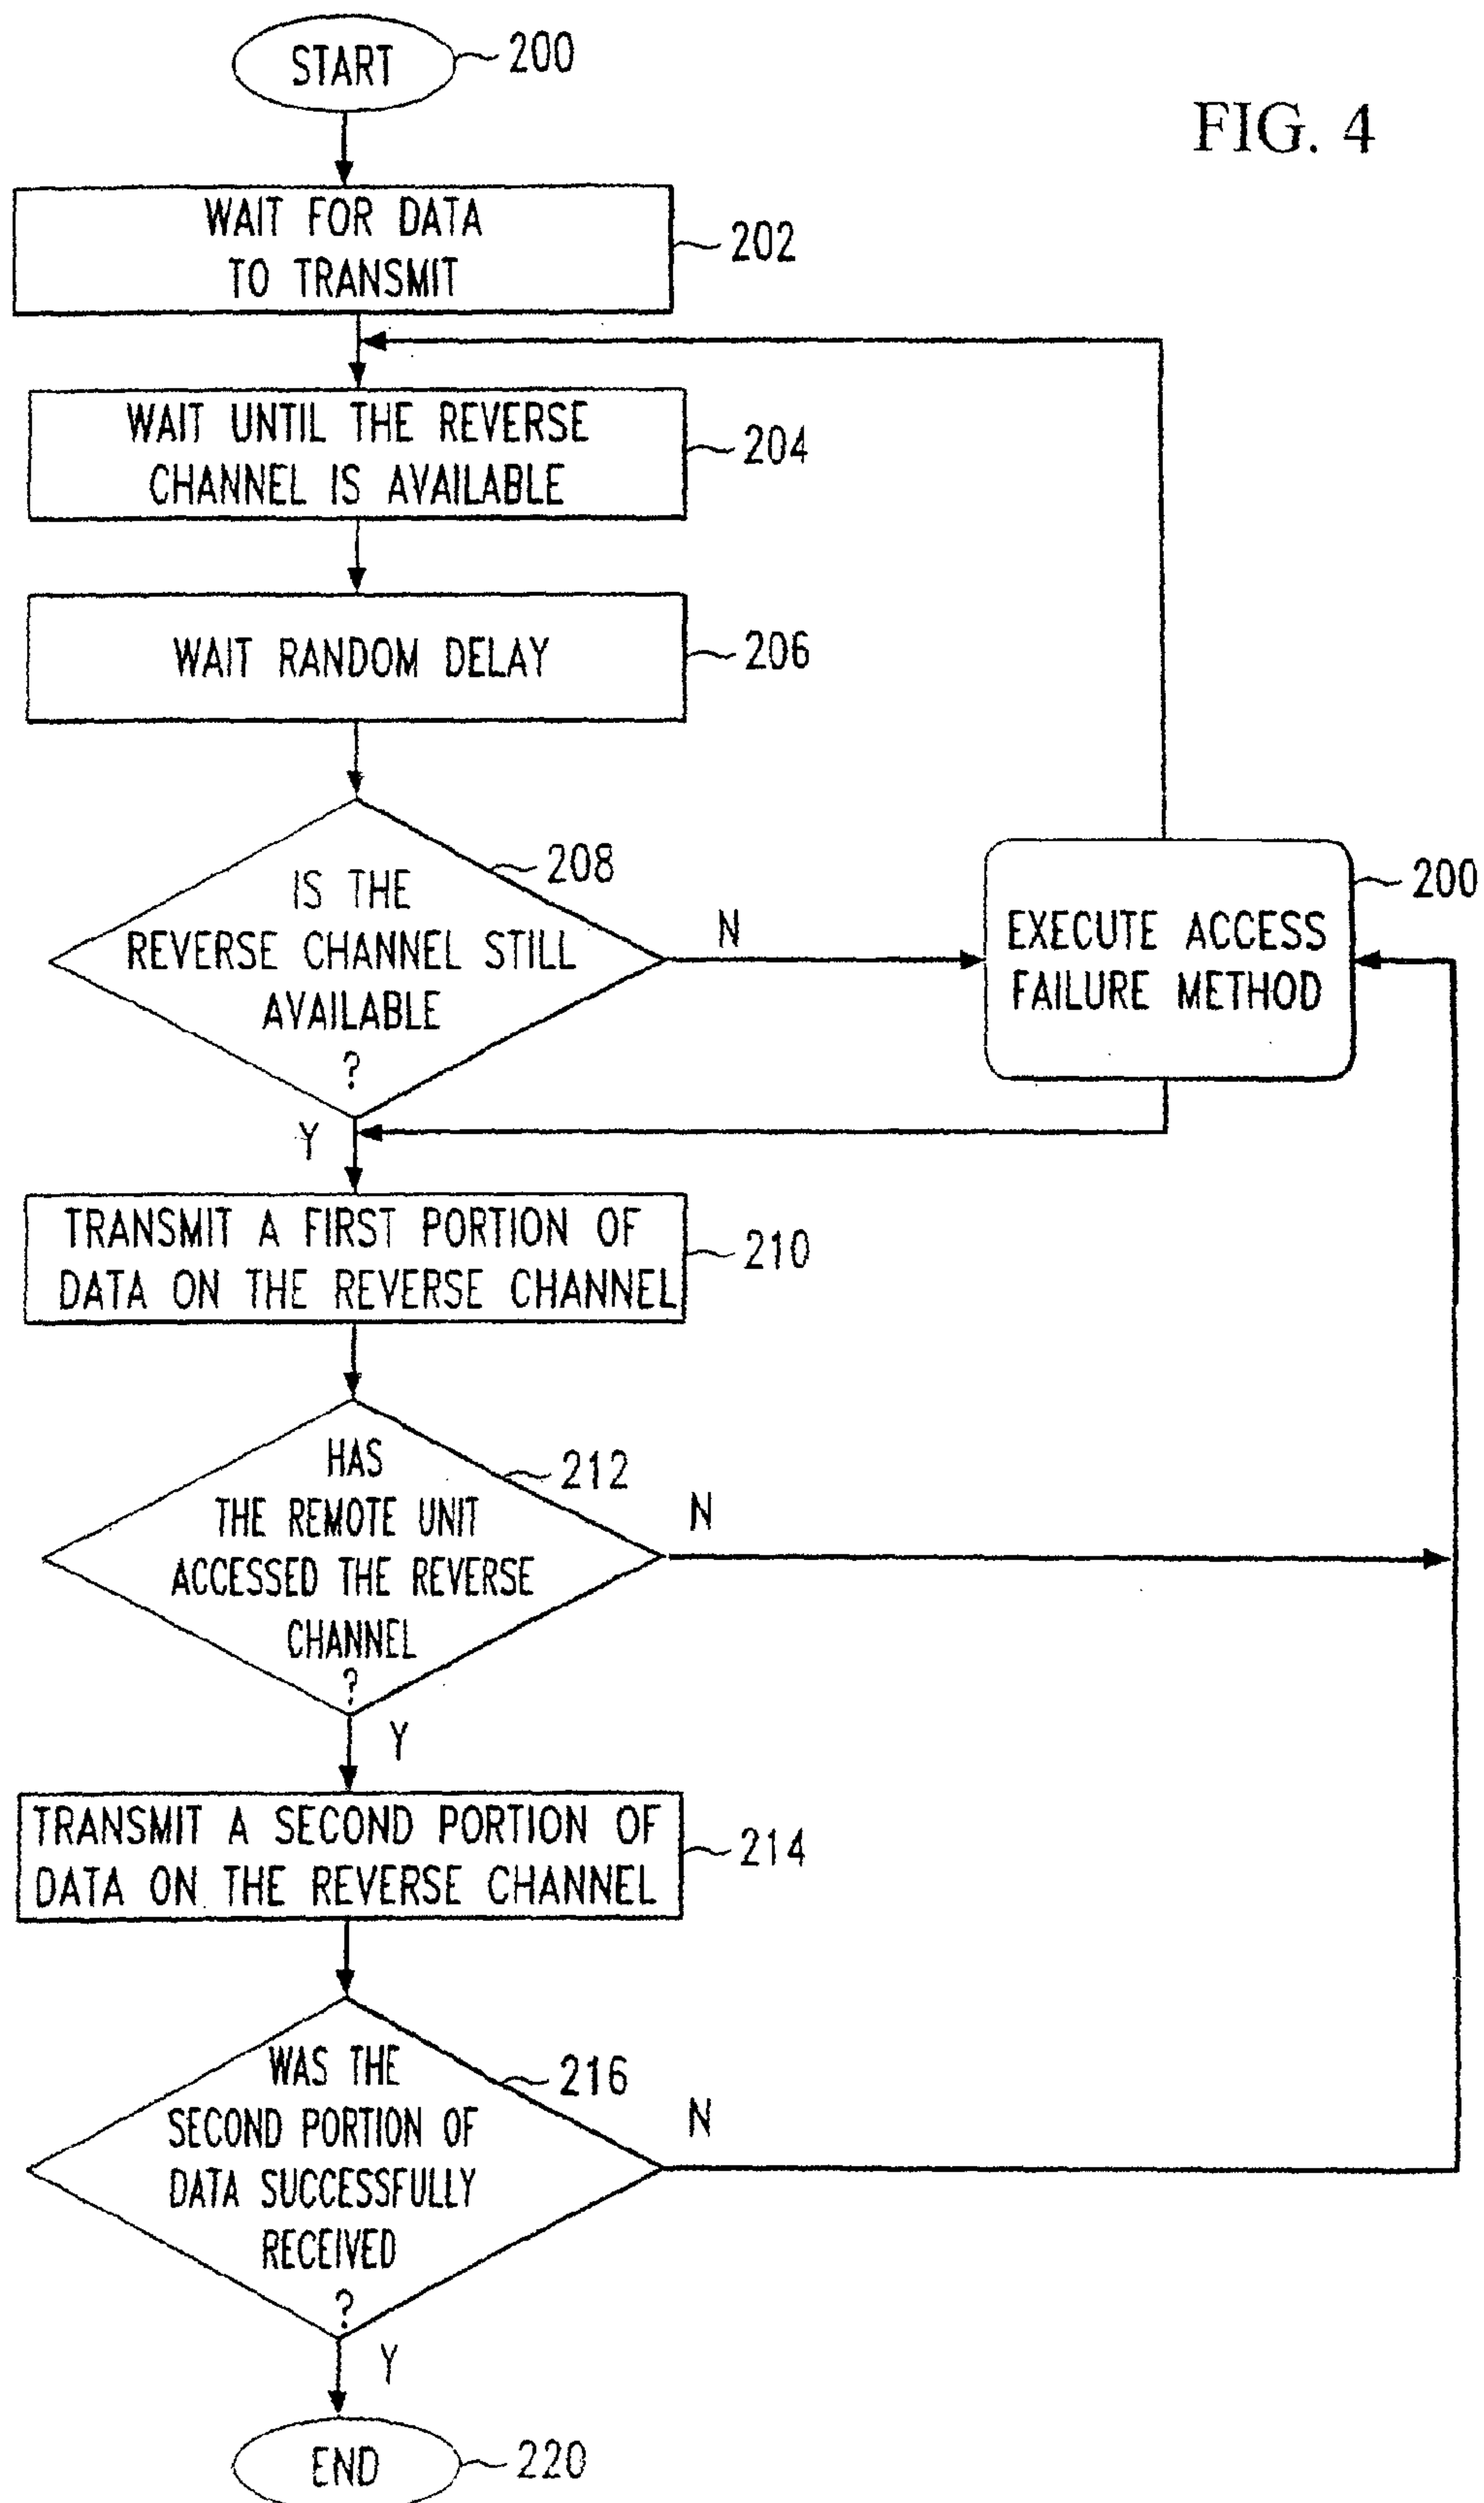 START
200
FIG. 4
WAIT FOR DATA
TO TRANSMIT
202
WAIT UNTIL THE REVERSE
CHANNEL IS AVAILABLE
204
WAIT RANDOM DELAY
206
IS THE
REVERSE CHANNEL STILL
AVAILABLE
?
208
N
EXECUTE ACCESS
FAILURE METHOD
200
Y
TRANSMIT A FIRST PORTION OF
DATA ON THE REVERSE CHANNEL
210
HAS
THE REMOTE UNIT
ACCESSED THE REVERSE
CHANNEL
?
212
N
Y
TRANSMIT A SECOND PORTION OF
DATA ON THE REVERSE CHANNEL
214
WAS THE
SECOND PORTION OF
DATA SUCCESSFULLY
RECEIVED
?
216
N
Y
END
220